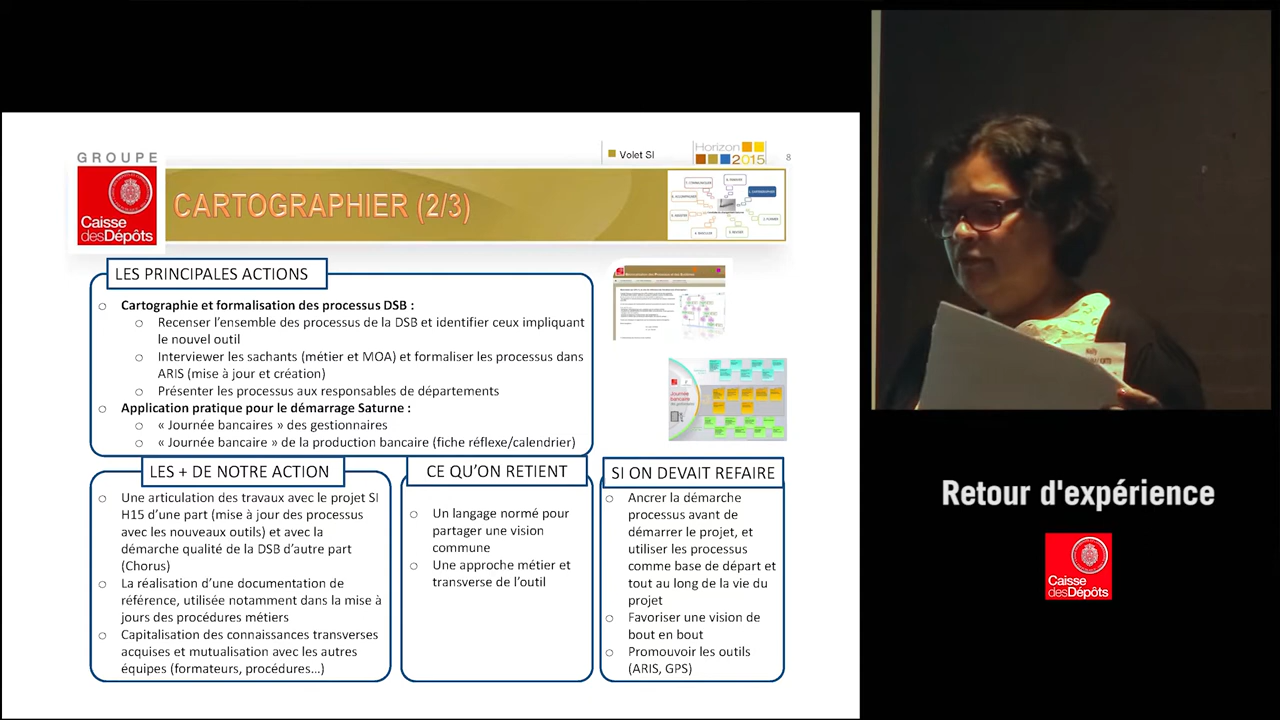 GROUPE
Caisse
desDépôts
Volet SI
Horizon
2015
8
CARTOGRAPHIER (2/3)
LES PRINCIPALES ACTIONS
Cartographie et formalisation des process DSB :
Recenser l'ensemble des processus de la DSB et identifier ceux impliquant
le nouvel outil
Interviewer les sachants (métier et MOA) et formaliser les processus dans
ARIS (mise à jour et création)
Présenter les processus aux responsables de départements
Application pratique pour le démarrage Saturne :
« Journée bancaires » des gestionnaires
« Journée bancaire » de la production bancaire (fiche réflexe/calendrier)
Journée
bancaire
LES + DE NOTRE ACTION
Une articulation des travaux avec le projet SI
H15 d'une part (mise à jour des processus
avec les nouveaux outils) et avec la
démarche qualité de la DSB d'autre part
(Chorus)
La réalisation d'une documentation de
référence, utilisée notamment dans la mise à
jours des procédures métiers
Capitalisation des connaissances transverses
acquises et mutualisation avec les autres
équipes (formateurs, procédures...)
CE QU'ON RETIENT
Un langage normé pour
partager une vision
commune
Une approche métier et
transverse de l'outil
SI ON DEVAIT REFAIRE
Ancrer la démarche
processus avant de
démarrer le projet, et
utiliser les processus
comme base de départ et
tout au long de la vie du
projet
Favoriser une vision de
bout en bout
Promouvoir les outils
(ARIS, GPS)
Retour d'expérience
Caisse
desDépôts